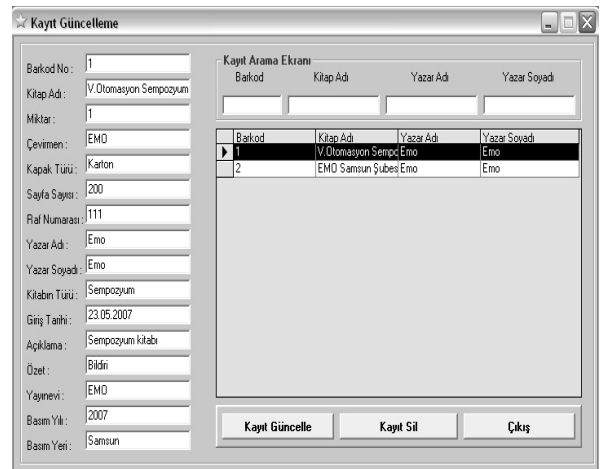 Kayıt Güncelleme
Barkod No : 1
Kitap Adı : V.Otomasyon Sempozyum
Miktar : 1
Çevirmen : EMO
Kapak Türü : Karton
Sayfa Sayısı : 200
Raf Numarası : 111
Yazar Adı : Emo
Yazar Soyadı : Emo
Kitabın Türü : Sempozyum
Giriş Tarihi : 23.05.2007
Açıklama : Sempozyum kitabı
Özet : Bildiri
Yayınevi : EMO
Basım Yılı : 2007
Basım Yeri : Samsun
Kayıt Arama Ekranı
Barkod Kitap Adı Yazar Adı Yazar Soyadı
Barkod Kitap Adı Yazar Adı Yazar Soyadı
1 V.Otomasyon Sempo Emo Emo
2 EMO Samsun Şubes Emo Emo
Kayıt Güncelle Kayıt Sil Çıkış